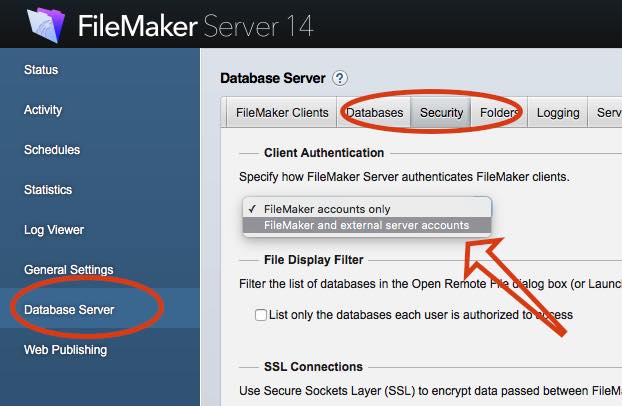 FileMaker Server 14
Status
Activity
Schedules
Statistics
Log Viewer
General Settings
Database Server
Web Publishing
Database Server ?
FileMaker Clients Databases Security Folders Logging Serv
Client Authentication
Specify how FileMaker Server authenticates FileMaker clients.
✓ FileMaker accounts only
FileMaker and external server accounts
File Display Filter
Filter the list of databases in the Open Remote File dialog box (or Launc
List only the databases each user is authorized to access
SSL Connections
Use Secure Sockets Layer (SSL) to encrypt data passed between FileMa